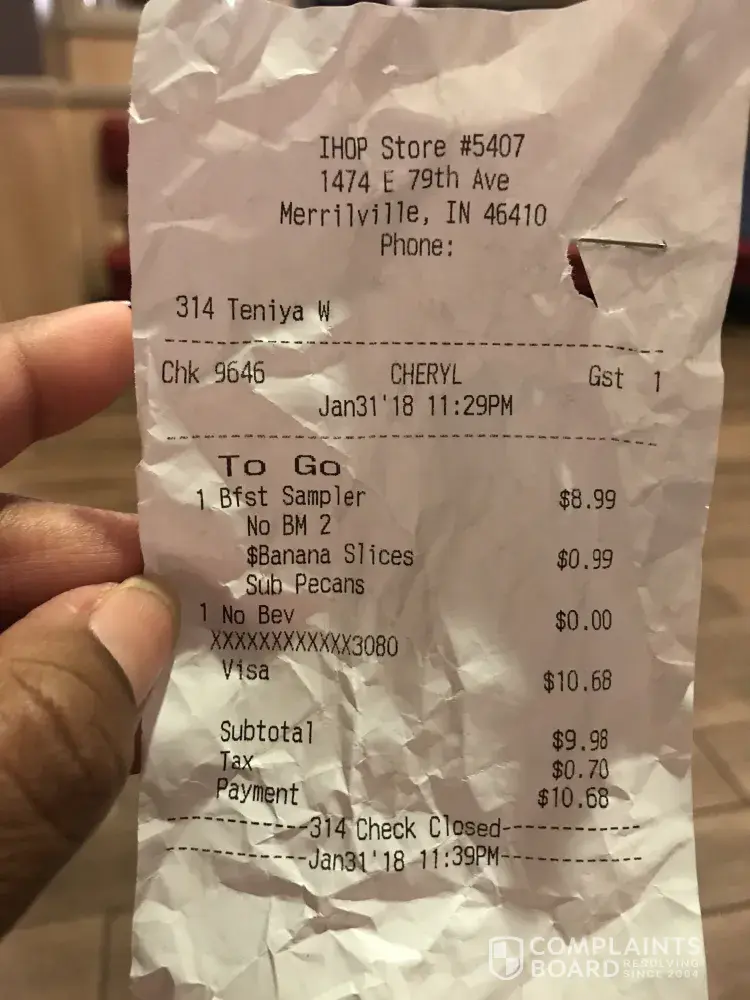 IHOP Store #5407
1474 E 79th Ave
Merrilville, IN 46410
Phone:
314 Teniya W
Chk 9646 CHERYL Gst 1
Jan31'18 11:29PM
To Go
1 Bfst Sampler $8.99
No BM 2
$Banana Slices $0.99
Sub Pecans
1 No Bev $0.00
XXXXXXXXXXXX3080
Visa $10.68
Subtotal $9.98
Tax $0.70
Payment $10.68
314 Check Closed
Jan31'18 11:39PM
COMPLAINTS
BOARD RESOLVING
SINCE 2004